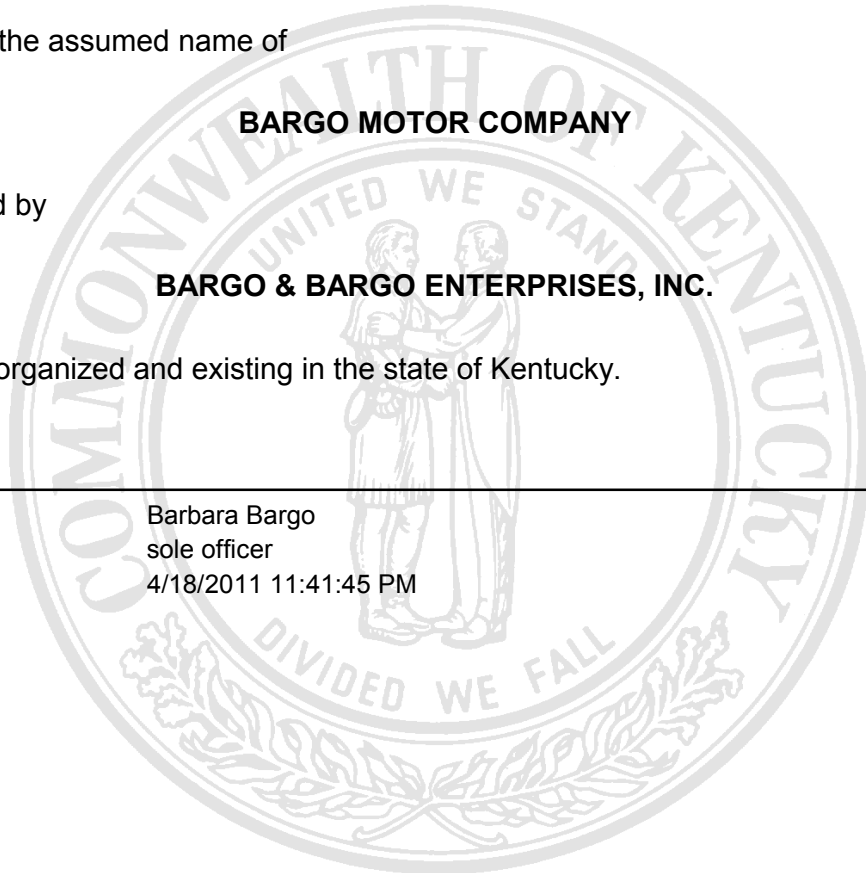 the assumed name of
BARGO MOTOR COMPANY
d by
BARGO & BARGO ENTERPRISES, INC.
organized and existing in the state of Kentucky.
Barbara Bargo
sole officer
4/18/2011 11:41:45 PM
COMMONWEALTH OF KENTUCKY
UNITED WE STAND
DIVIDED WE FALL